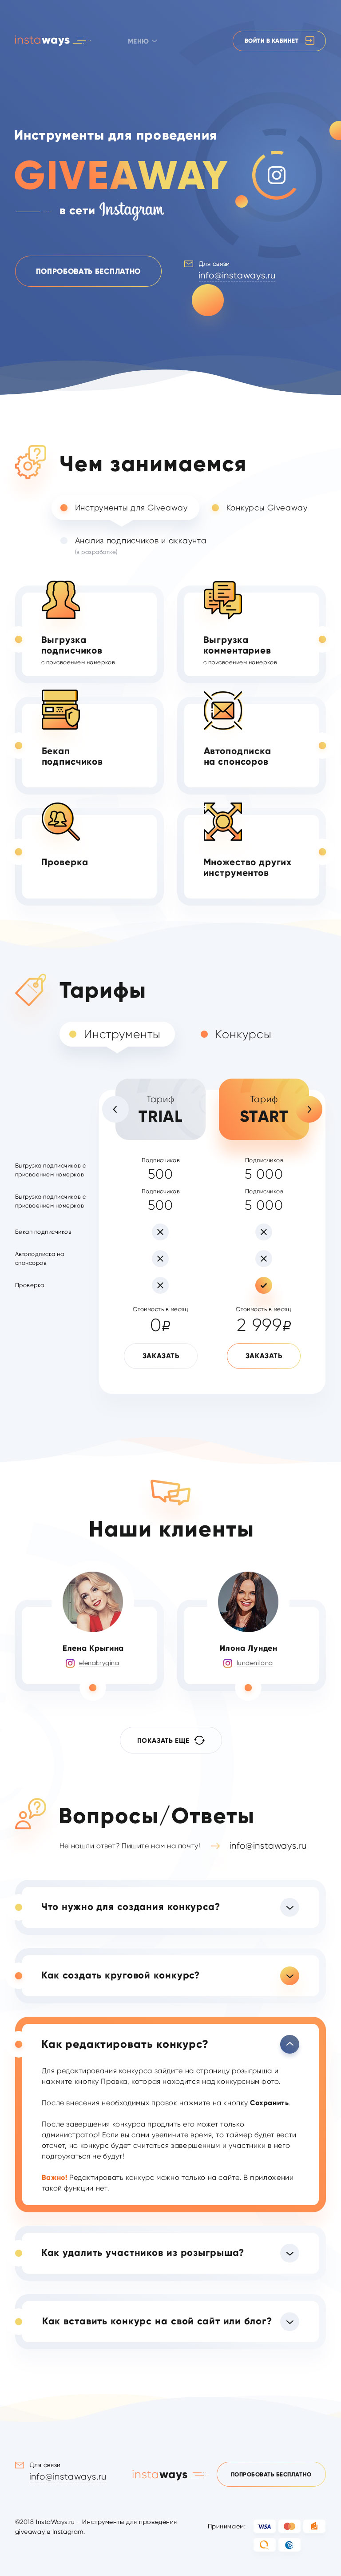 instaways
МЕНЮ
ВОЙТИ В КАБИНЕТ
Инструменты для проведения
GIVEAWAY
в сети Instagram
ПОПРОБОВАТЬ БЕСПЛАТНО
Для связи
info@instaways.ru
Чем занимаемся
Инструменты для Giveaway
Конкурсы Giveaway
Анализ подписчиков и аккаунта
(в разработке)
Выгрузка
подписчиков
с присвоением номерков
Выгрузка
комментариев
с присвоением номерков
Бекап
подписчиков
Автоподписка
на спонсоров
Проверка
Множество других
инструментов
Тарифы
Инструменты
Конкурсы
Тариф
TRIAL
Тариф
START
Выгрузка подписчиков с
присвоением номерков
Подписчиков
500
Подписчиков
5 000
Выгрузка подписчиков с
присвоением номерков
Подписчиков
500
Подписчиков
5 000
Бекап подписчиков
Автоподписка на
спонсоров
Проверка
Стоимость в месяц
0₽
Стоимость в месяц
2 999₽
ЗАКАЗАТЬ
ЗАКАЗАТЬ
Наши клиенты
Елена Крыгина
elenakrygina
Илона Лунден
lundenilona
ПОКАЗАТЬ ЕЩЕ
Вопросы/Ответы
Не нашли ответ? Пишите нам на почту!
info@instaways.ru
Что нужно для создания конкурса?
Как создать круговой конкурс?
Как редактировать конкурс?
Для редактирования конкурса зайдите на страницу розыгрыша и
нажмите кнопку Правка, которая находится над конкурсным фото.
После внесения необходимых правок нажмите на кнопку Сохранить.
После завершения конкурса продлить его может только
администратор! Если вы сами увеличите время, то таймер будет вести
отсчет, но конкурс будет считаться завершенным и участники в него
подгружаться не будут!
Важно! Редактировать конкурс можно только на сайте. В приложении
такой функции нет.
Как удалить участников из розыгрыша?
Как вставить конкурс на свой сайт или блог?
Для связи
info@instaways.ru
instaways
ПОПРОБОВАТЬ БЕСПЛАТНО
©2018 InstaWays.ru - Инструменты для проведения
giveaway в Instagram.
Принимаем:
VISA